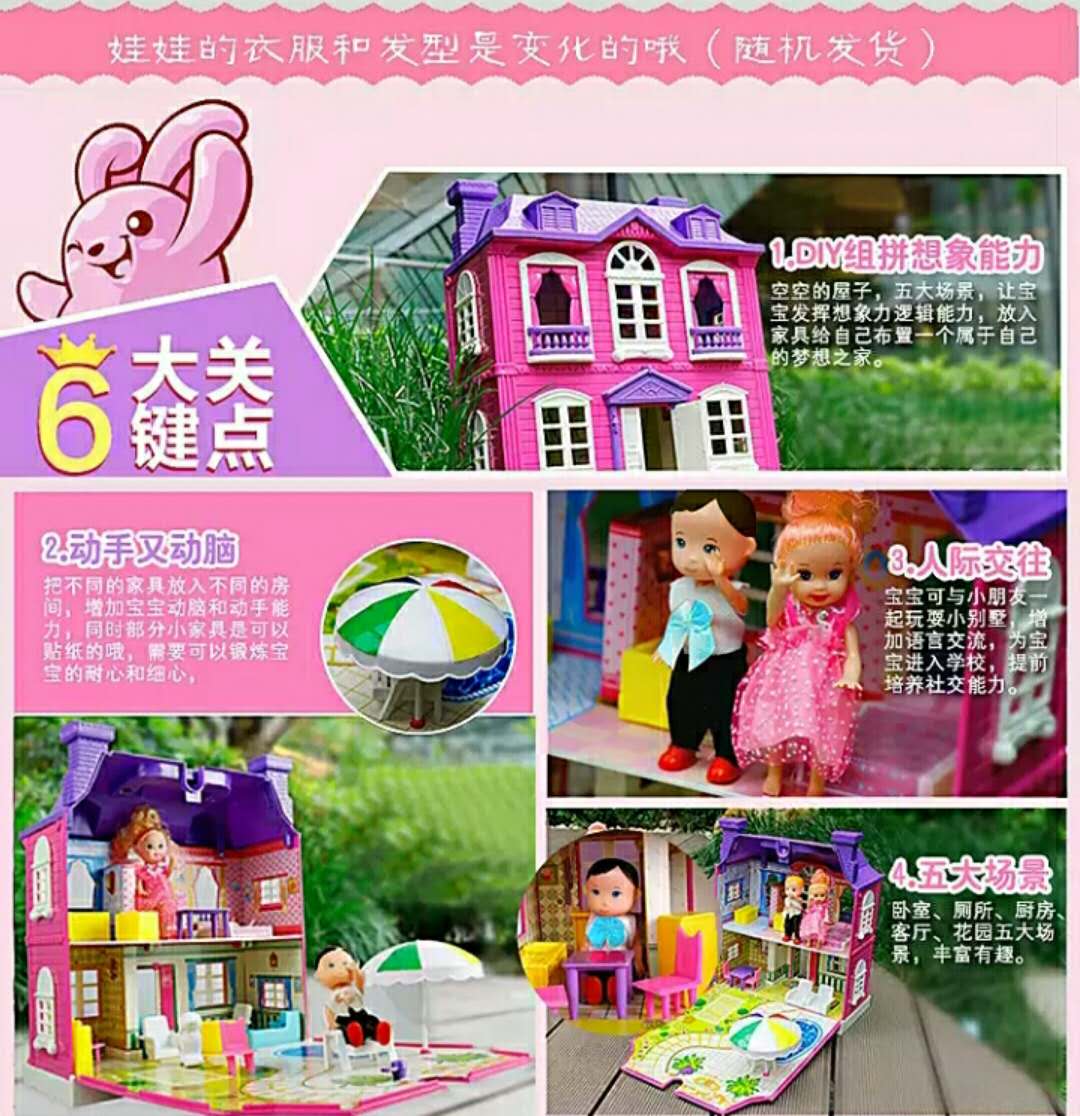 娃娃的衣服和发型是变化的哦（随机发货）
6大关键点
1.DIY组拼想象能力
空空的屋子，五大场景，让宝
宝发挥想象力逻辑能力，放入
家具给自己布置一个属于自己
的梦想之家。
2.动手又动脑
把不同的家具放入不同的房
间，增加宝宝动脑和动手能
力，同时部分小家具是可以
贴纸的哦，需要可以锻炼宝
宝的耐心和细心，
3.人际交往
宝宝可与小朋友一
起玩耍小别墅，增
加语言交流，为宝
宝进入学校，提前
培养社交能力。
4.五大场景
卧室、厕所、厨房、
客厅、花园五大场
景，丰富有趣。